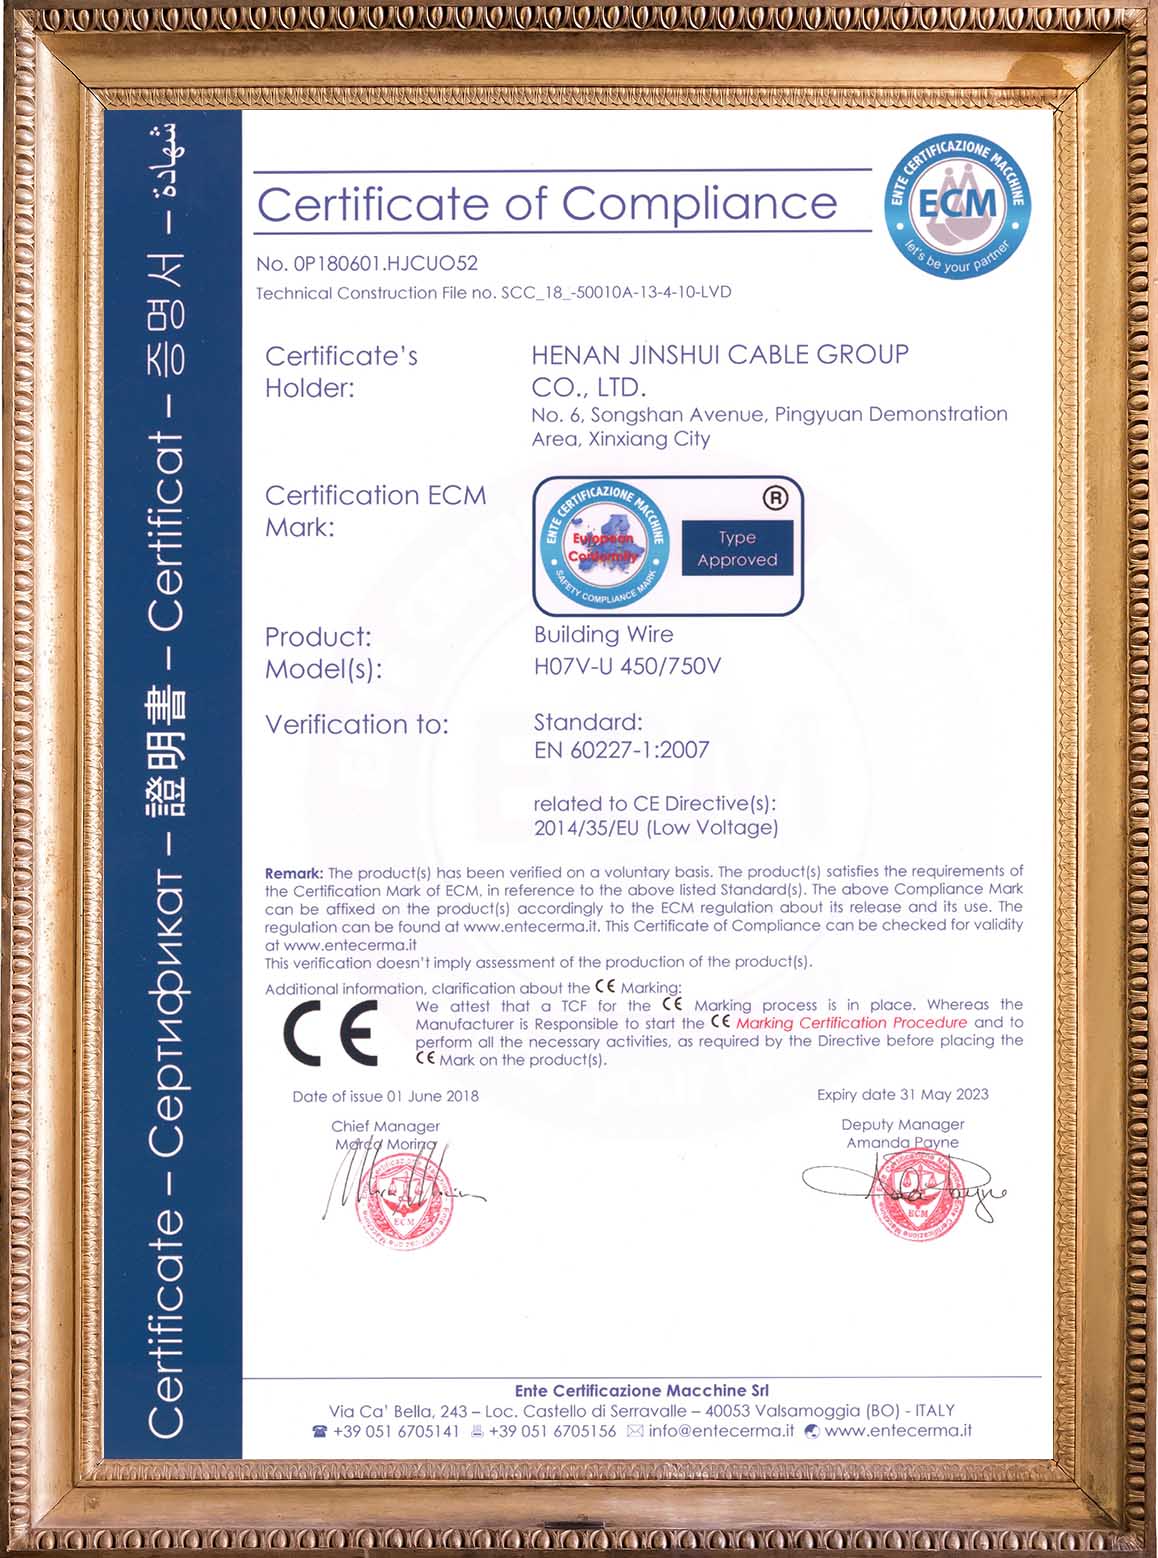 Certificate – Сертификат – 證明書 – Certificat – 증명서 – شهادة
ENTE CERTIFICAZIONE MACCHINE
ECM
let's be your partner
Certificate of Compliance
No. 0P180601.HJCUO52
Technical Construction File no. SCC_18_-50010A-13-4-10-LVD
Certificate's
Holder:
HENAN JINSHUI CABLE GROUP
CO., LTD.
No. 6, Songshan Avenue, Pingyuan Demonstration
Area, Xinxiang City
Certification ECM
Mark:
ENTE CERTIFICAZIONE MACCHINE
European
Conformity
SAFETY COMPLIANCE MARK
®
Type
Approved
Product:
Building Wire
Model(s):
H07V-U 450/750V
Verification to:
Standard:
EN 60227-1:2007
related to CE Directive(s):
2014/35/EU (Low Voltage)
Remark: The product(s) has been verified on a voluntary basis. The product(s) satisfies the requirements of
the Certification Mark of ECM, in reference to the above listed Standard(s). The above Compliance Mark
can be affixed on the product(s) accordingly to the ECM regulation about its release and its use. The
regulation can be found at www.entecerma.it. This Certificate of Compliance can be checked for validity
at www.entecerma.it
This verification doesn't imply assessment of the production of the product(s).
Additional information, clarification about the CE Marking:
CE
We attest that a TCF for the CE Marking process is in place. Whereas the
Manufacturer is Responsible to start the CE Marking Certification Procedure and to
perform all the necessary activities, as required by the Directive before placing the
CE Mark on the product(s).
Date of issue 01 June 2018
Expiry date 31 May 2023
Chief Manager
Marco Morina
Deputy Manager
Amanda Payne
ECM
ECM
Ente Certificazione Macchine Srl
Via Ca' Bella, 243 – Loc. Castello di Serravalle – 40053 Valsamoggia (BO) - ITALY
+39 051 6705141 +39 051 6705156 info@entecerma.it www.entecerma.it